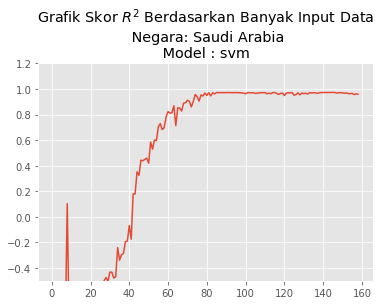 Grafik Skor R² Berdasarkan Banyak Input Data
Negara: Saudi Arabia
Model : svm
1.2
1.0
0.8
0.6
0.4
0.2
0.0
−0.2
−0.4
0 20 40 60 80 100 120 140 160